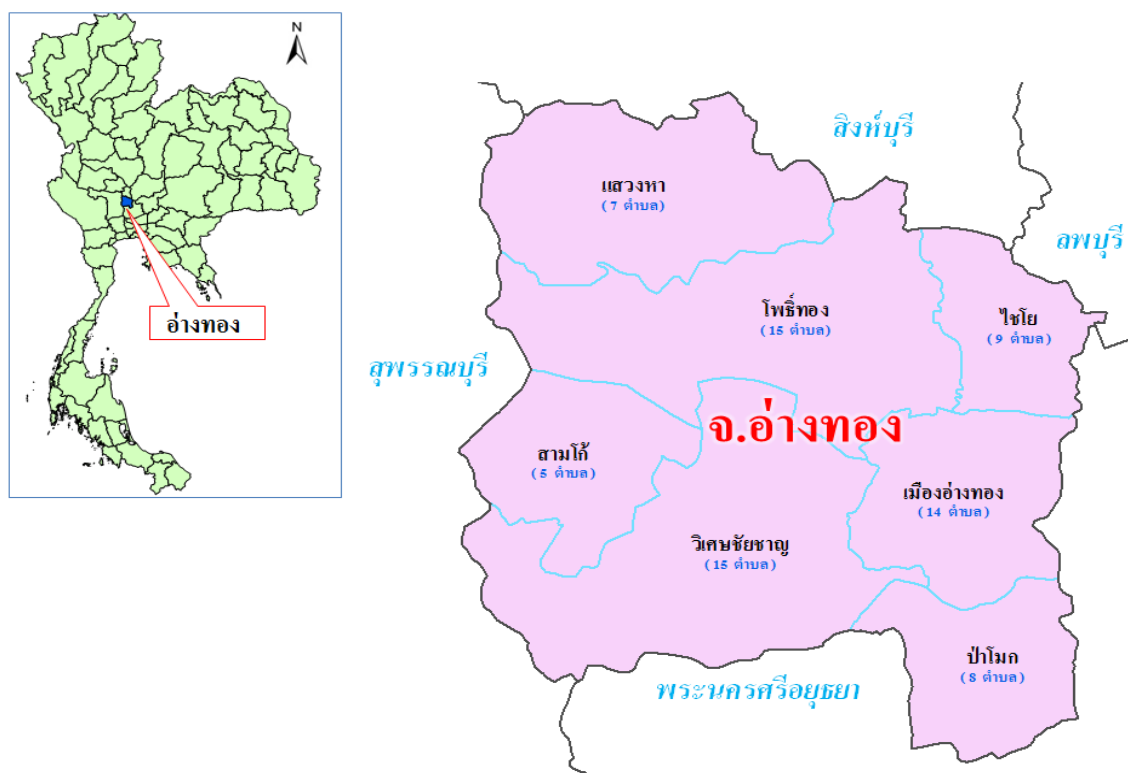 N
อ่างทอง
สิงห์บุรี
แสวงหา
(7 ตำบล)
ลพบุรี
โพธิ์ทอง
(15 ตำบล)
ไชโย
(9 ตำบล)
สุพรรณบุรี
จ.อ่างทอง
สามโก้
(5 ตำบล)
เมืองอ่างทอง
(14 ตำบล)
วิเศษชัยชาญ
(15 ตำบล)
ป่าโมก
(8 ตำบล)
พระนครศรีอยุธยา